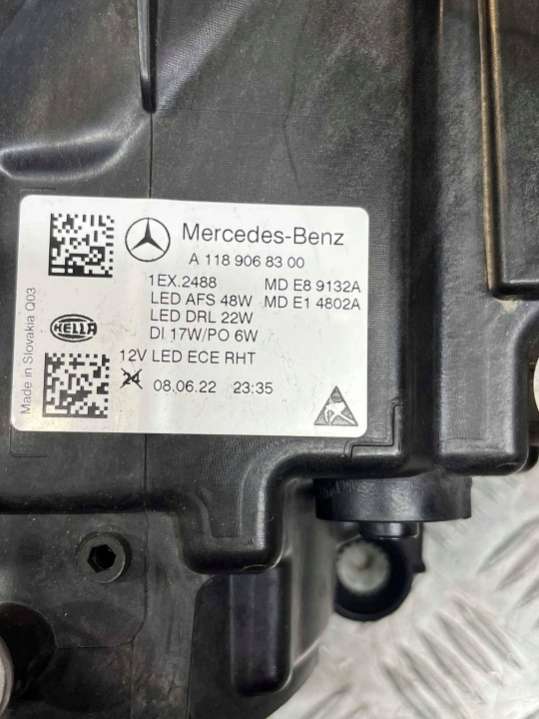 Mercedes-Benz
A 118 906 83 00
1EX.2488 MD E8 9132A
LED AFS 48W MD E1 4802A
LED DRL 22W
DI 17W/PO 6W
12V LED ECE RHT
24 08.06.22 23:35
HELLA
Made in Slovakia Q03